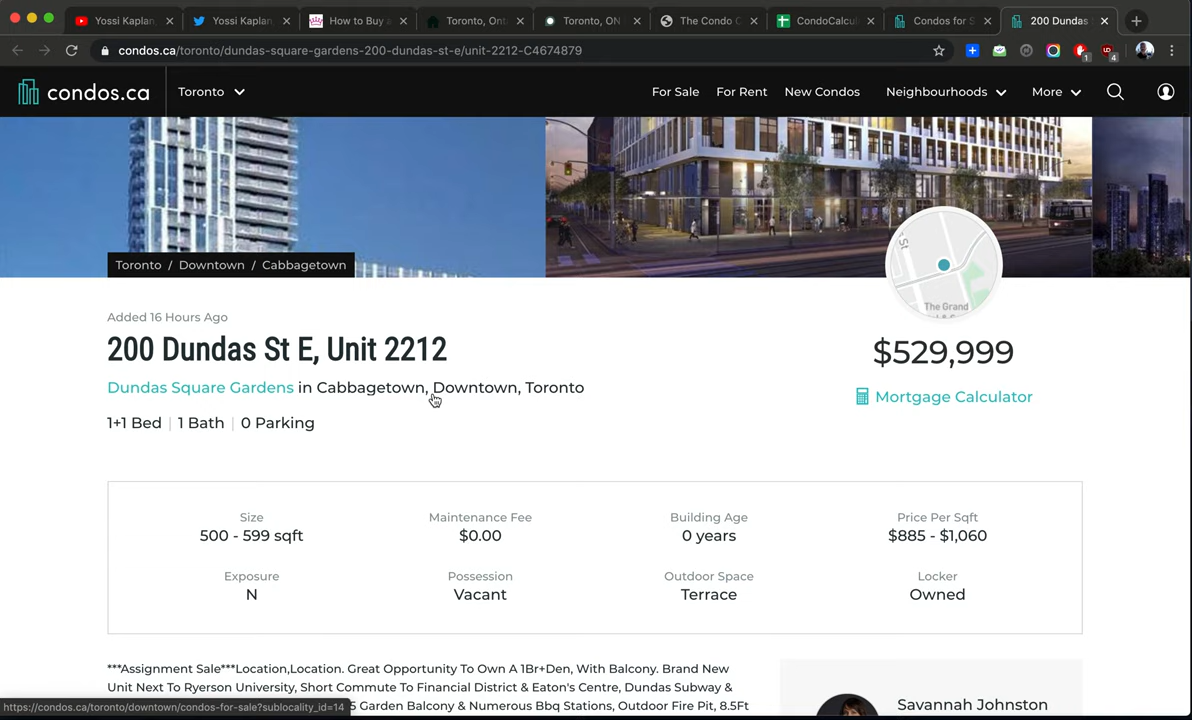 Yossi Kaplan,
Yossi Kaplan,
How to Buy a
Toronto, Ont
Toronto, ON
The Condo C
CondoCalcu
Condos for S
200 Dundas
condos.ca/toronto/dundas-square-gardens-200-dundas-st-e/unit-2212-C4674879
1
4
condos.ca
Toronto
For Sale
For Rent
New Condos
Neighbourhoods
More
Toronto / Downtown / Cabbagetown
St
The Grand
Added 16 Hours Ago
200 Dundas St E, Unit 2212
$529,999
Dundas Square Gardens in Cabbagetown, Downtown, Toronto
Mortgage Calculator
1+1 Bed | 1 Bath | 0 Parking
Size
500 - 599 sqft
Maintenance Fee
$0.00
Building Age
0 years
Price Per Sqft
$885 - $1,060
Exposure
N
Possession
Vacant
Outdoor Space
Terrace
Locker
Owned
***Assignment Sale***Location,Location. Great Opportunity To Own A 1Br+Den, With Balcony. Brand New
Unit Next To Ryerson University, Short Commute To Financial District & Eaton's Centre, Dundas Subway &
5 Garden Balcony & Numerous Bbq Stations, Outdoor Fire Pit, 8.5Ft
Savannah Johnston
https://condos.ca/toronto/downtown/condos-for-sale?sublocality_id=14